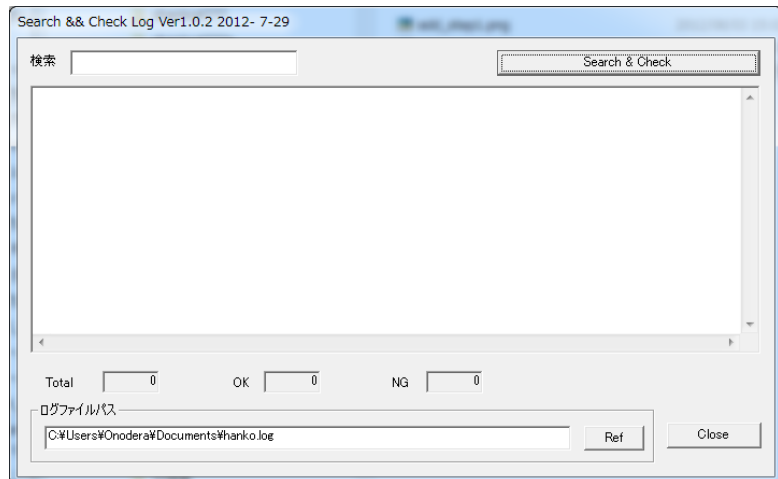 Search && Check Log Ver1.0.2 2012- 7-29
検索
Search & Check
Total 0 OK 0 NG 0
ログファイルパス
C:¥Users¥Onodera¥Documents¥hanko.log
Ref
Close